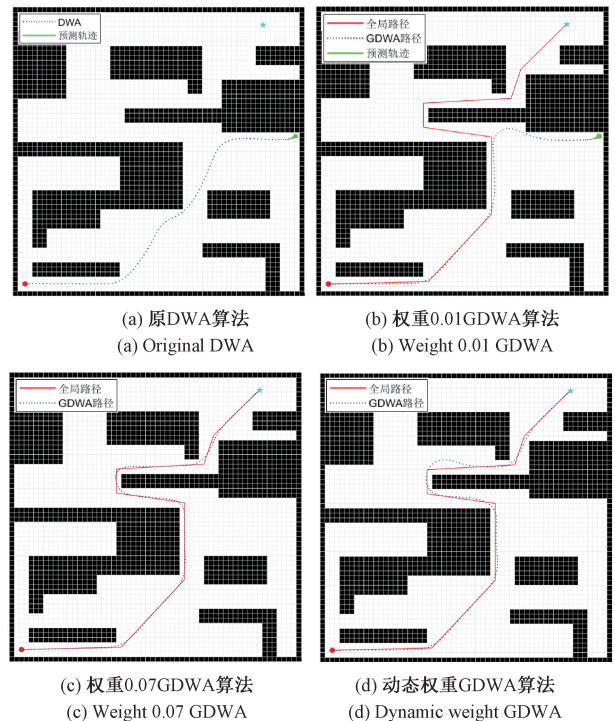 DWA
预测轨迹
全局路径
GDWA路径
预测轨迹
(a) 原DWA算法
(a) Original DWA
(b) 权重0.01GDWA算法
(b) Weight 0.01 GDWA
全局路径
GDWA路径
全局路径
GDWA路径
(c) 权重0.07GDWA算法
(c) Weight 0.07 GDWA
(d) 动态权重GDWA算法
(d) Dynamic weight GDWA